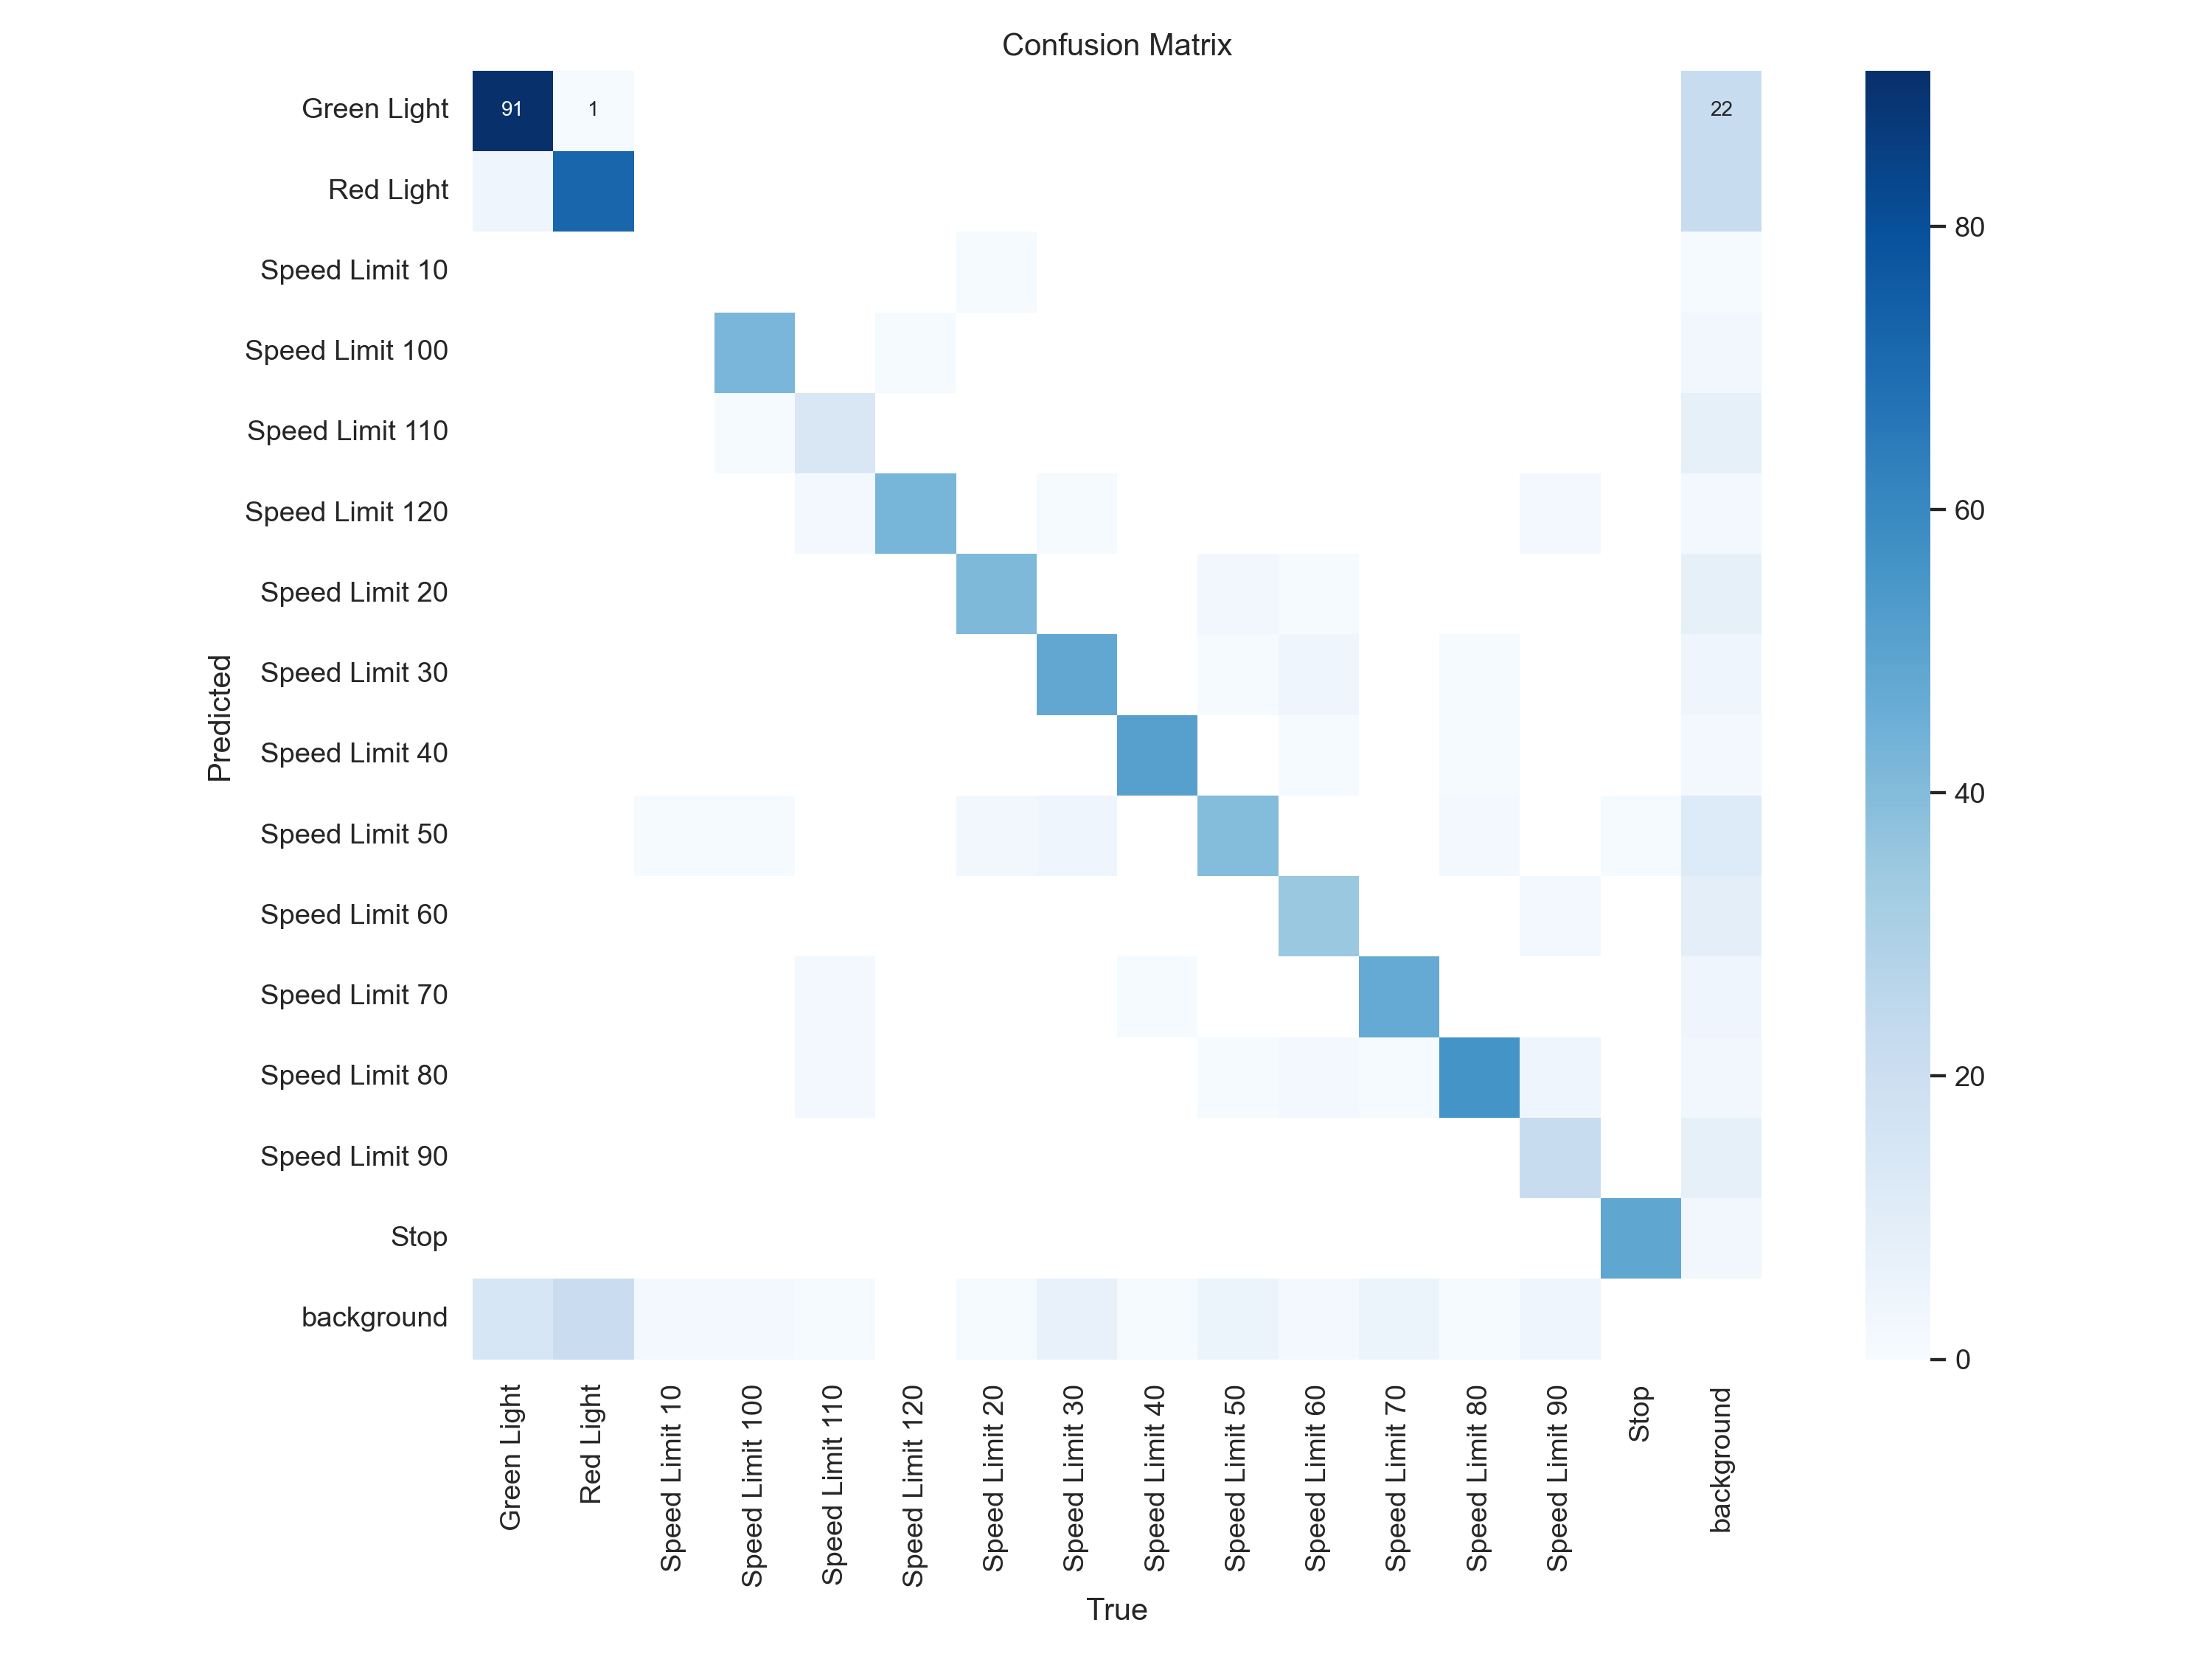 Confusion Matrix
Green Light
91
1
22
Red Light
Speed Limit 10
Speed Limit 100
Speed Limit 110
Speed Limit 120
Speed Limit 20
Speed Limit 30
Speed Limit 40
Speed Limit 50
Speed Limit 60
Speed Limit 70
Speed Limit 80
Speed Limit 90
Stop
background
Predicted
80
60
40
20
0
Green Light
Red Light
Speed Limit 10
Speed Limit 100
Speed Limit 110
Speed Limit 120
Speed Limit 20
Speed Limit 30
Speed Limit 40
Speed Limit 50
Speed Limit 60
Speed Limit 70
Speed Limit 80
Speed Limit 90
Stop
background
True